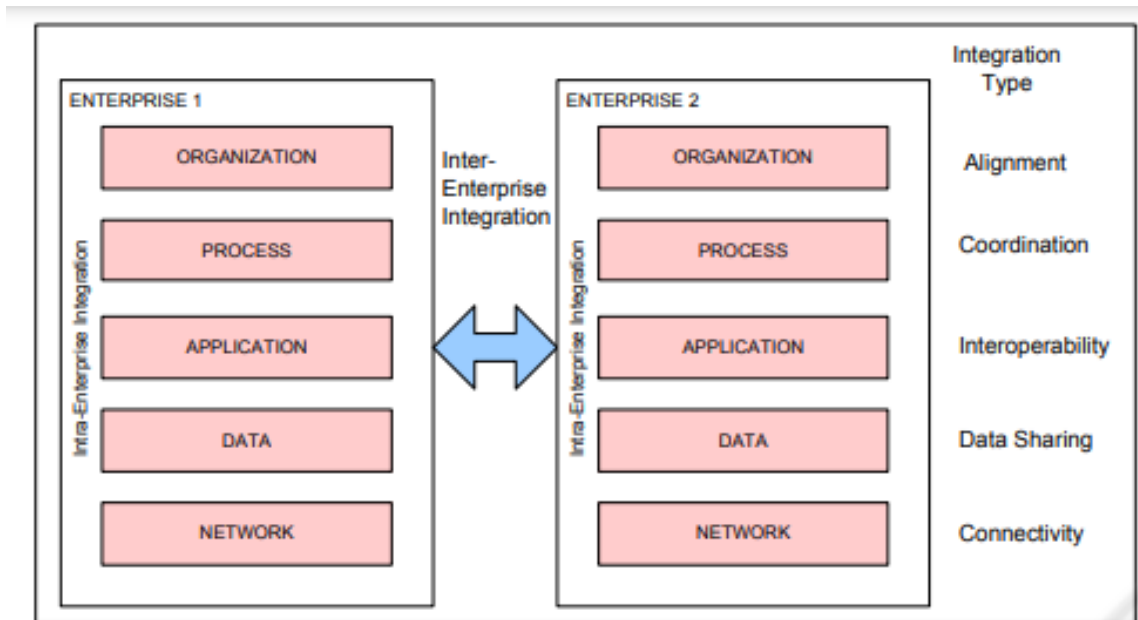 Integration
Type
ENTERPRISE 1
ORGANIZATION
PROCESS
APPLICATION
DATA
NETWORK
Intra-Enterprise Integration
Inter-
Enterprise
Integration
ENTERPRISE 2
ORGANIZATION
PROCESS
APPLICATION
DATA
NETWORK
Intra-Enterprise Integration
Alignment
Coordination
Interoperability
Data Sharing
Connectivity